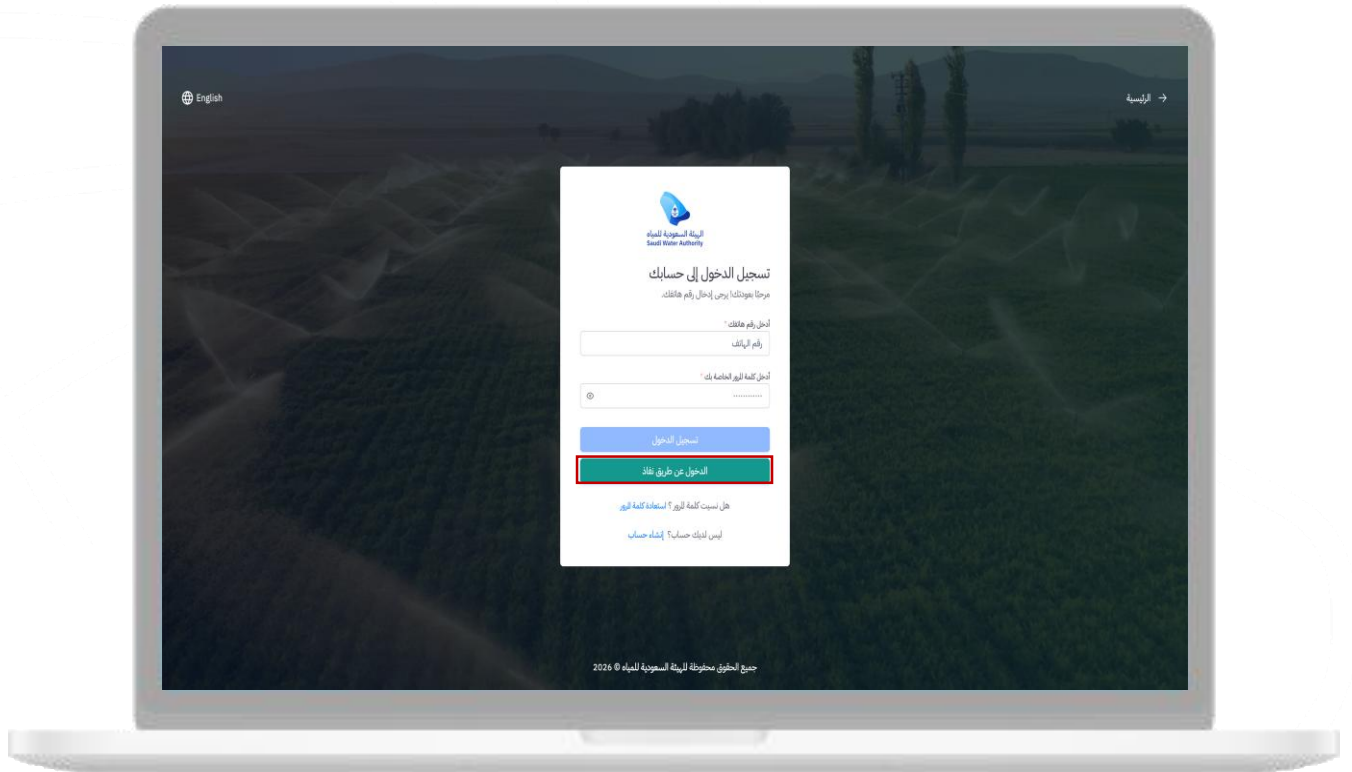 → الرئيسية
English
الهيئة السعودية للمياه
Saudi Water Authority
تسجيل الدخول إلى حسابك
مرحبًا بعودتك! يرجى إدخال رقم هاتفك.
أدخل رقم هاتفك *
رقم الهاتف
أدخل كلمة المرور الخاصة بك *
............
تسجيل الدخول
الدخول عن طريق نفاذ
هل نسيت كلمة المرور ؟ استعادة كلمة المرور
ليس لديك حساب؟ إنشاء حساب
جميع الحقوق محفوظة للهيئة السعودية للمياه © 2026